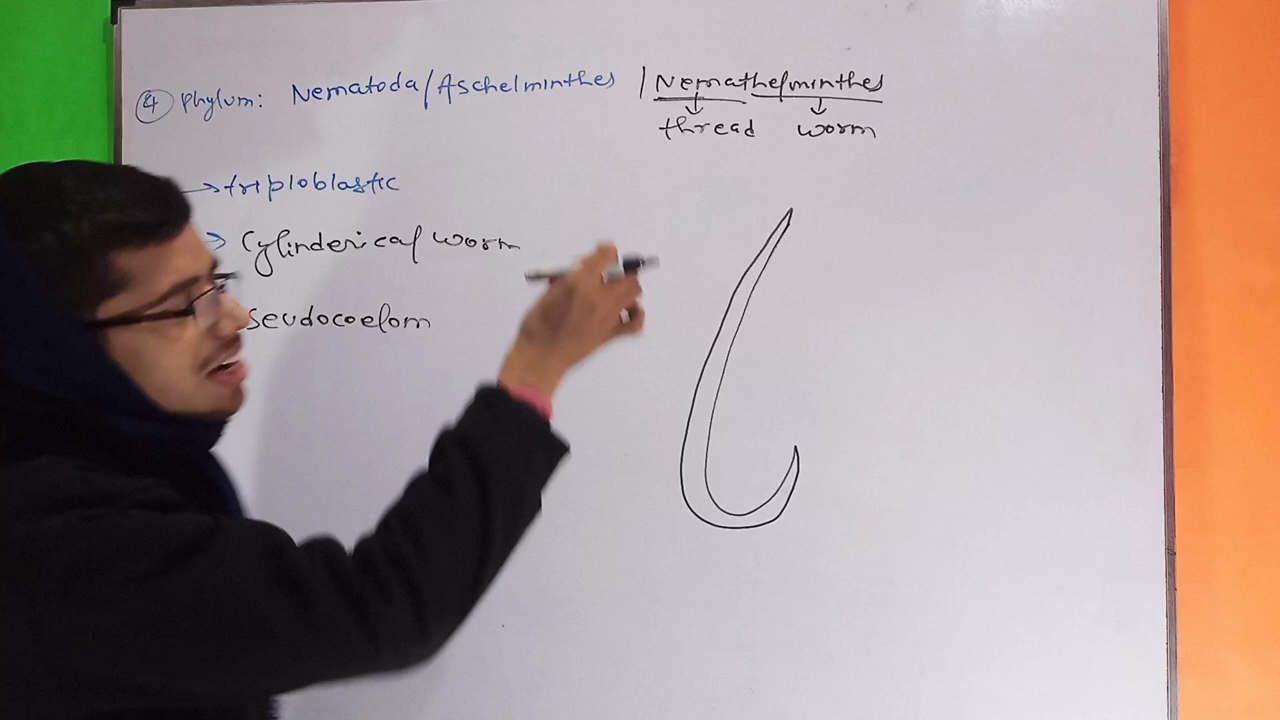 ④ Phylum: Nematoda/Aschelminthes / Nemathelminthes
thread worm
→ triploblastic
→ Cylinderical worm
seudocoelom